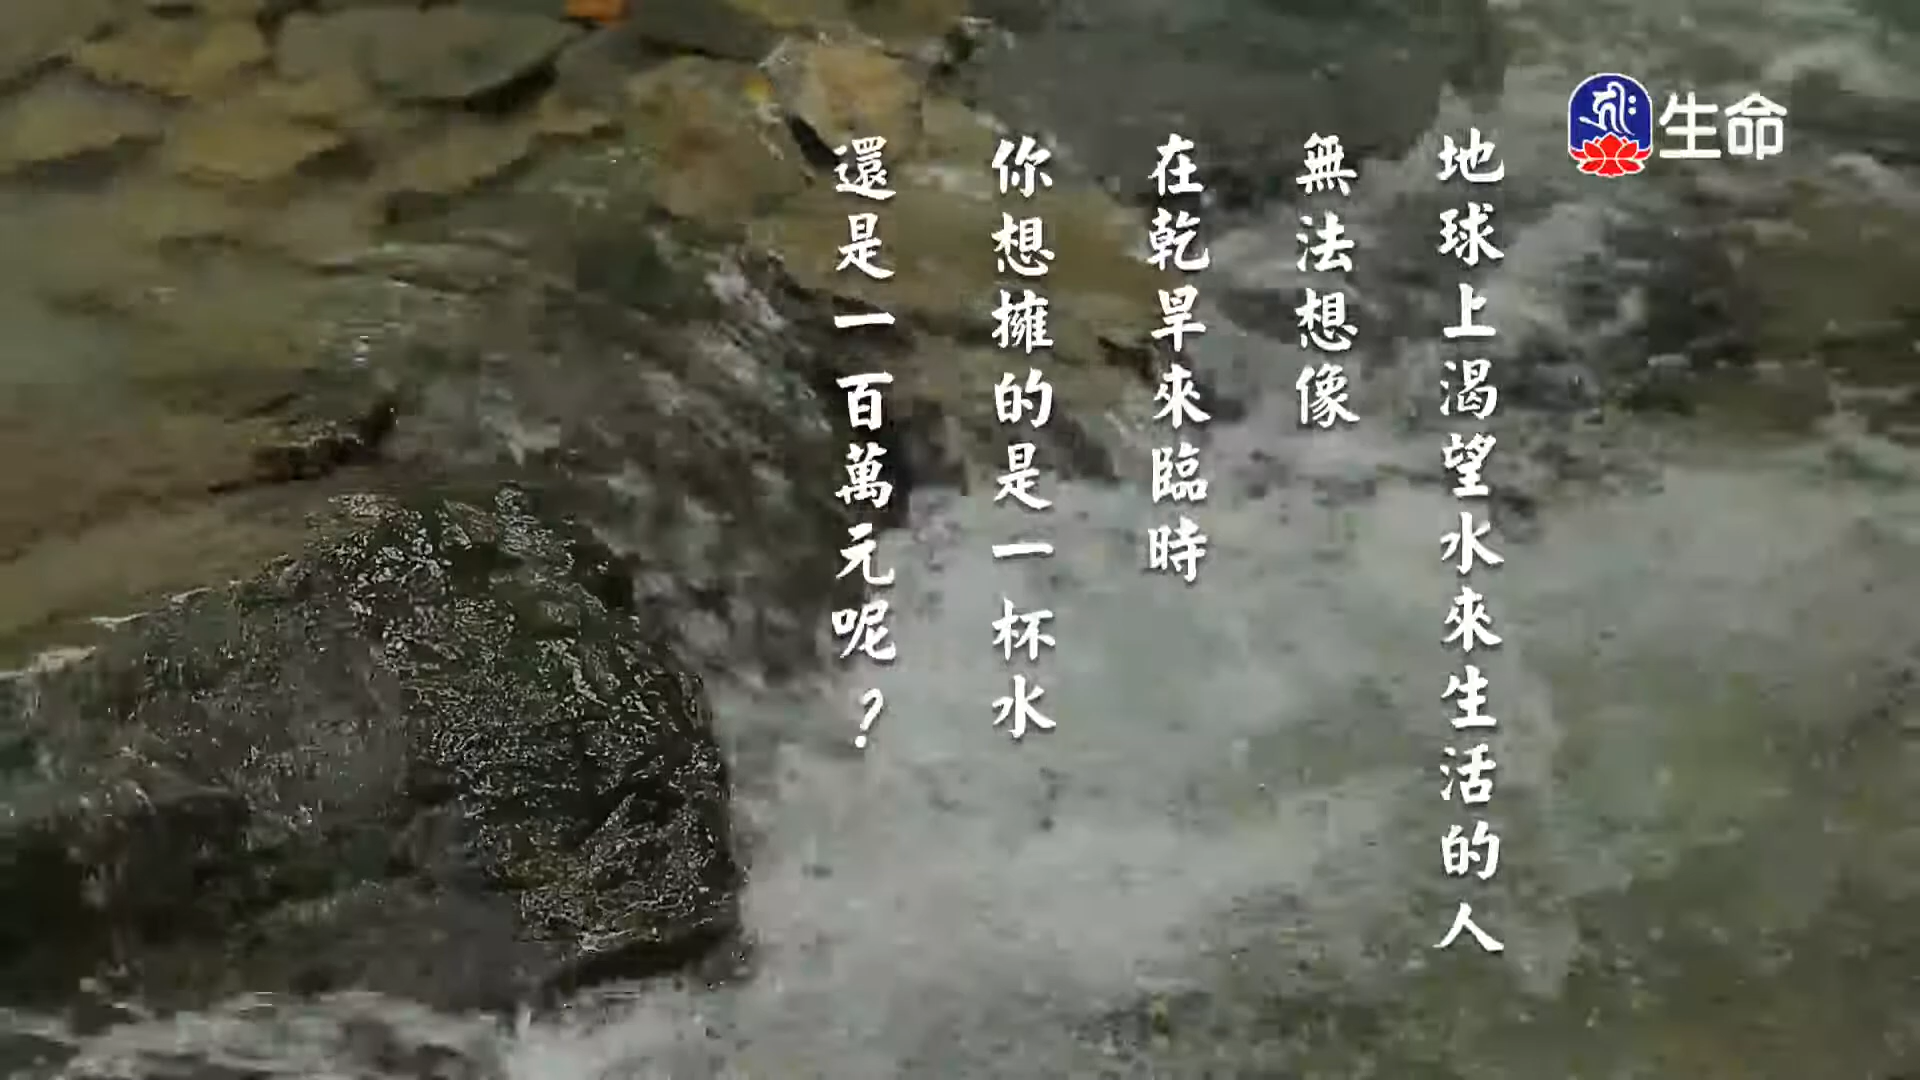 生命
地球上渴望水來生活的人
無法想像
在乾旱來臨時
你想擁的是一杯水
還是一百萬元呢？